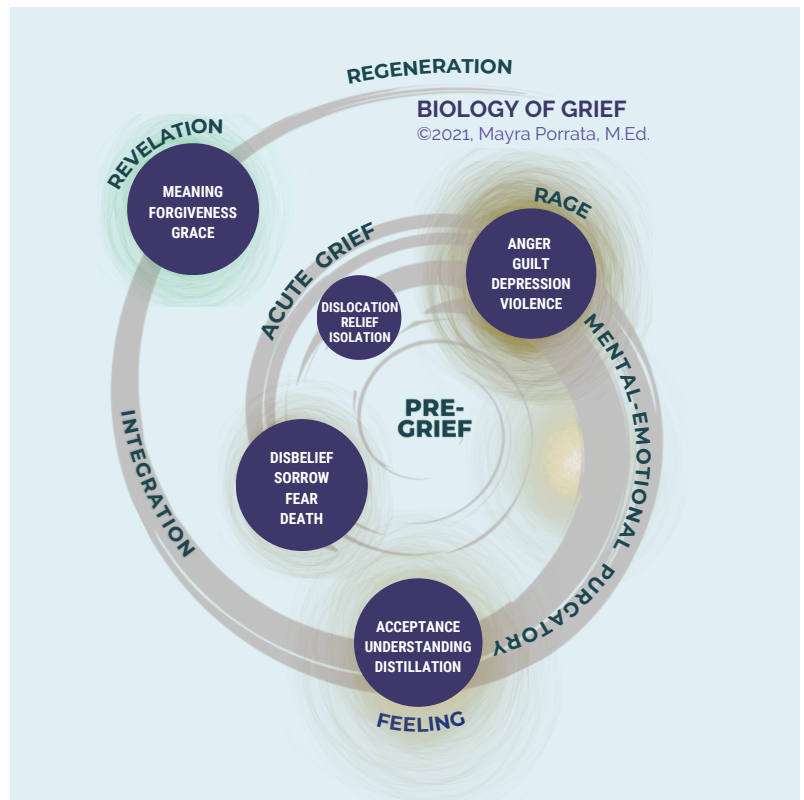 REGENERATION
BIOLOGY OF GRIEF
©2021, Mayra Porrata, M.Ed.
REVELATION
MEANING
FORGIVENESS
GRACE
RAGE
ANGER
GUILT
DEPRESSION
VIOLENCE
ACUTE GRIEF
DISLOCATION
RELIEF
ISOLATION
MENTAL-EMOTIONAL PURGATORY
PRE-
GRIEF
INTEGRATION
DISBELIEF
SORROW
FEAR
DEATH
ACCEPTANCE
UNDERSTANDING
DISTILLATION
FEELING